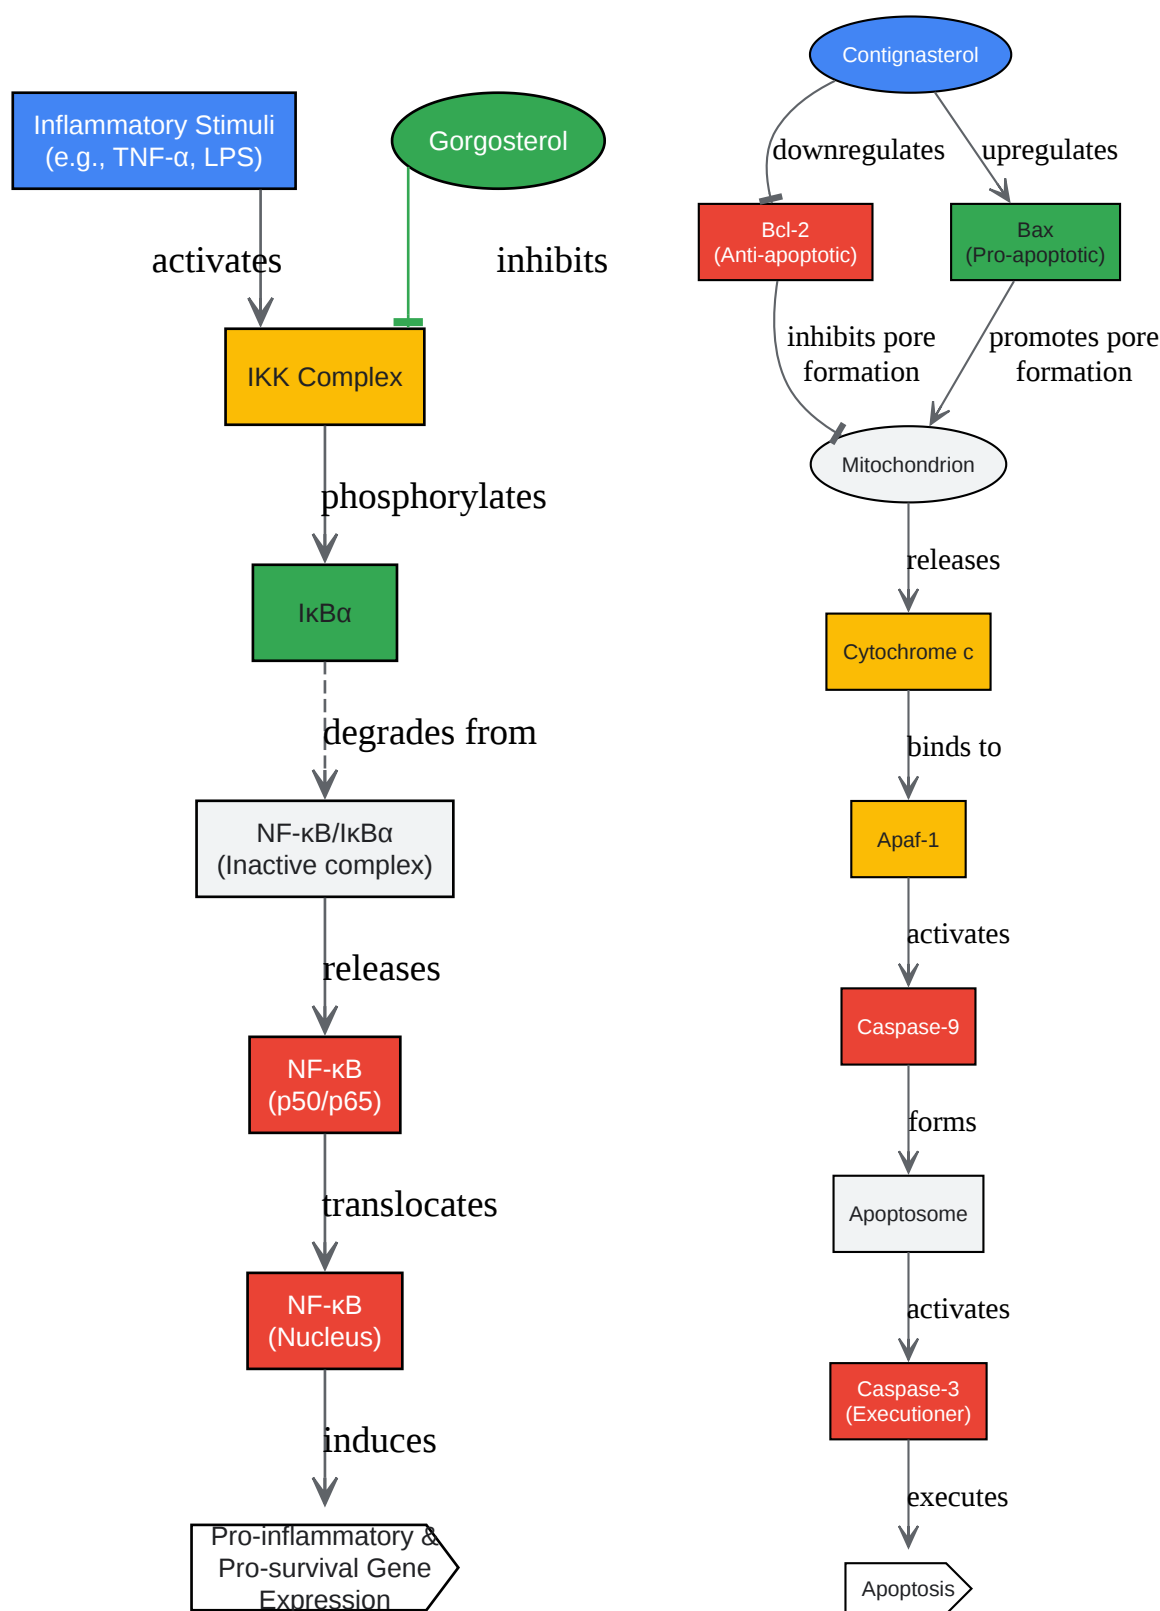 Inflammatory Stimuli
(e.g., TNF-α, LPS)
Gorgosterol
activates
inhibits
IKK Complex
phosphorylates
IκBα
degrades from
NF-κB/IκBα
(Inactive complex)
releases
NF-κB
(p50/p65)
translocates
NF-κB
(Nucleus)
induces
Pro-inflammatory &
Pro-survival Gene
Expression
Contignasterol
downregulates
upregulates
Bcl-2
(Anti-apoptotic)
Bax
(Pro-apoptotic)
inhibits pore
formation
promotes pore
formation
Mitochondrion
releases
Cytochrome c
binds to
Apaf-1
activates
Caspase-9
forms
Apoptosome
activates
Caspase-3
(Executioner)
executes
Apoptosis